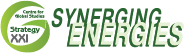 Centre for
Global Studies
Strategy
XXI
SYNERGING
ENERGIES